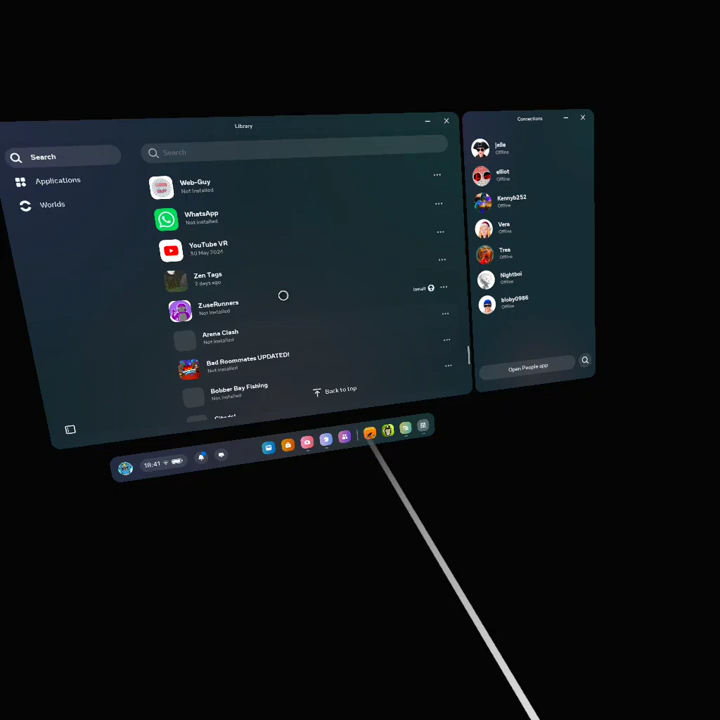 Library
Search
Applications
Worlds
Search
Web-Guy
Not Installed
WhatsApp
Not installed
YouTube VR
30 May 2024
Zen Tags
3 days ago
ZuseRunners
Not Installed
Install
Arena Clash
Not installed
Bad Roommates UPDATED!
Not installed
Bobber Bay Fishing
Not installed
Back to top
Connections
jelle
Offline
elliot
Offline
Kennyb252
Offline
Vera
Offline
Trea
Offline
Nightboi
Offline
bloby0986
Offline
Open People app
18:41